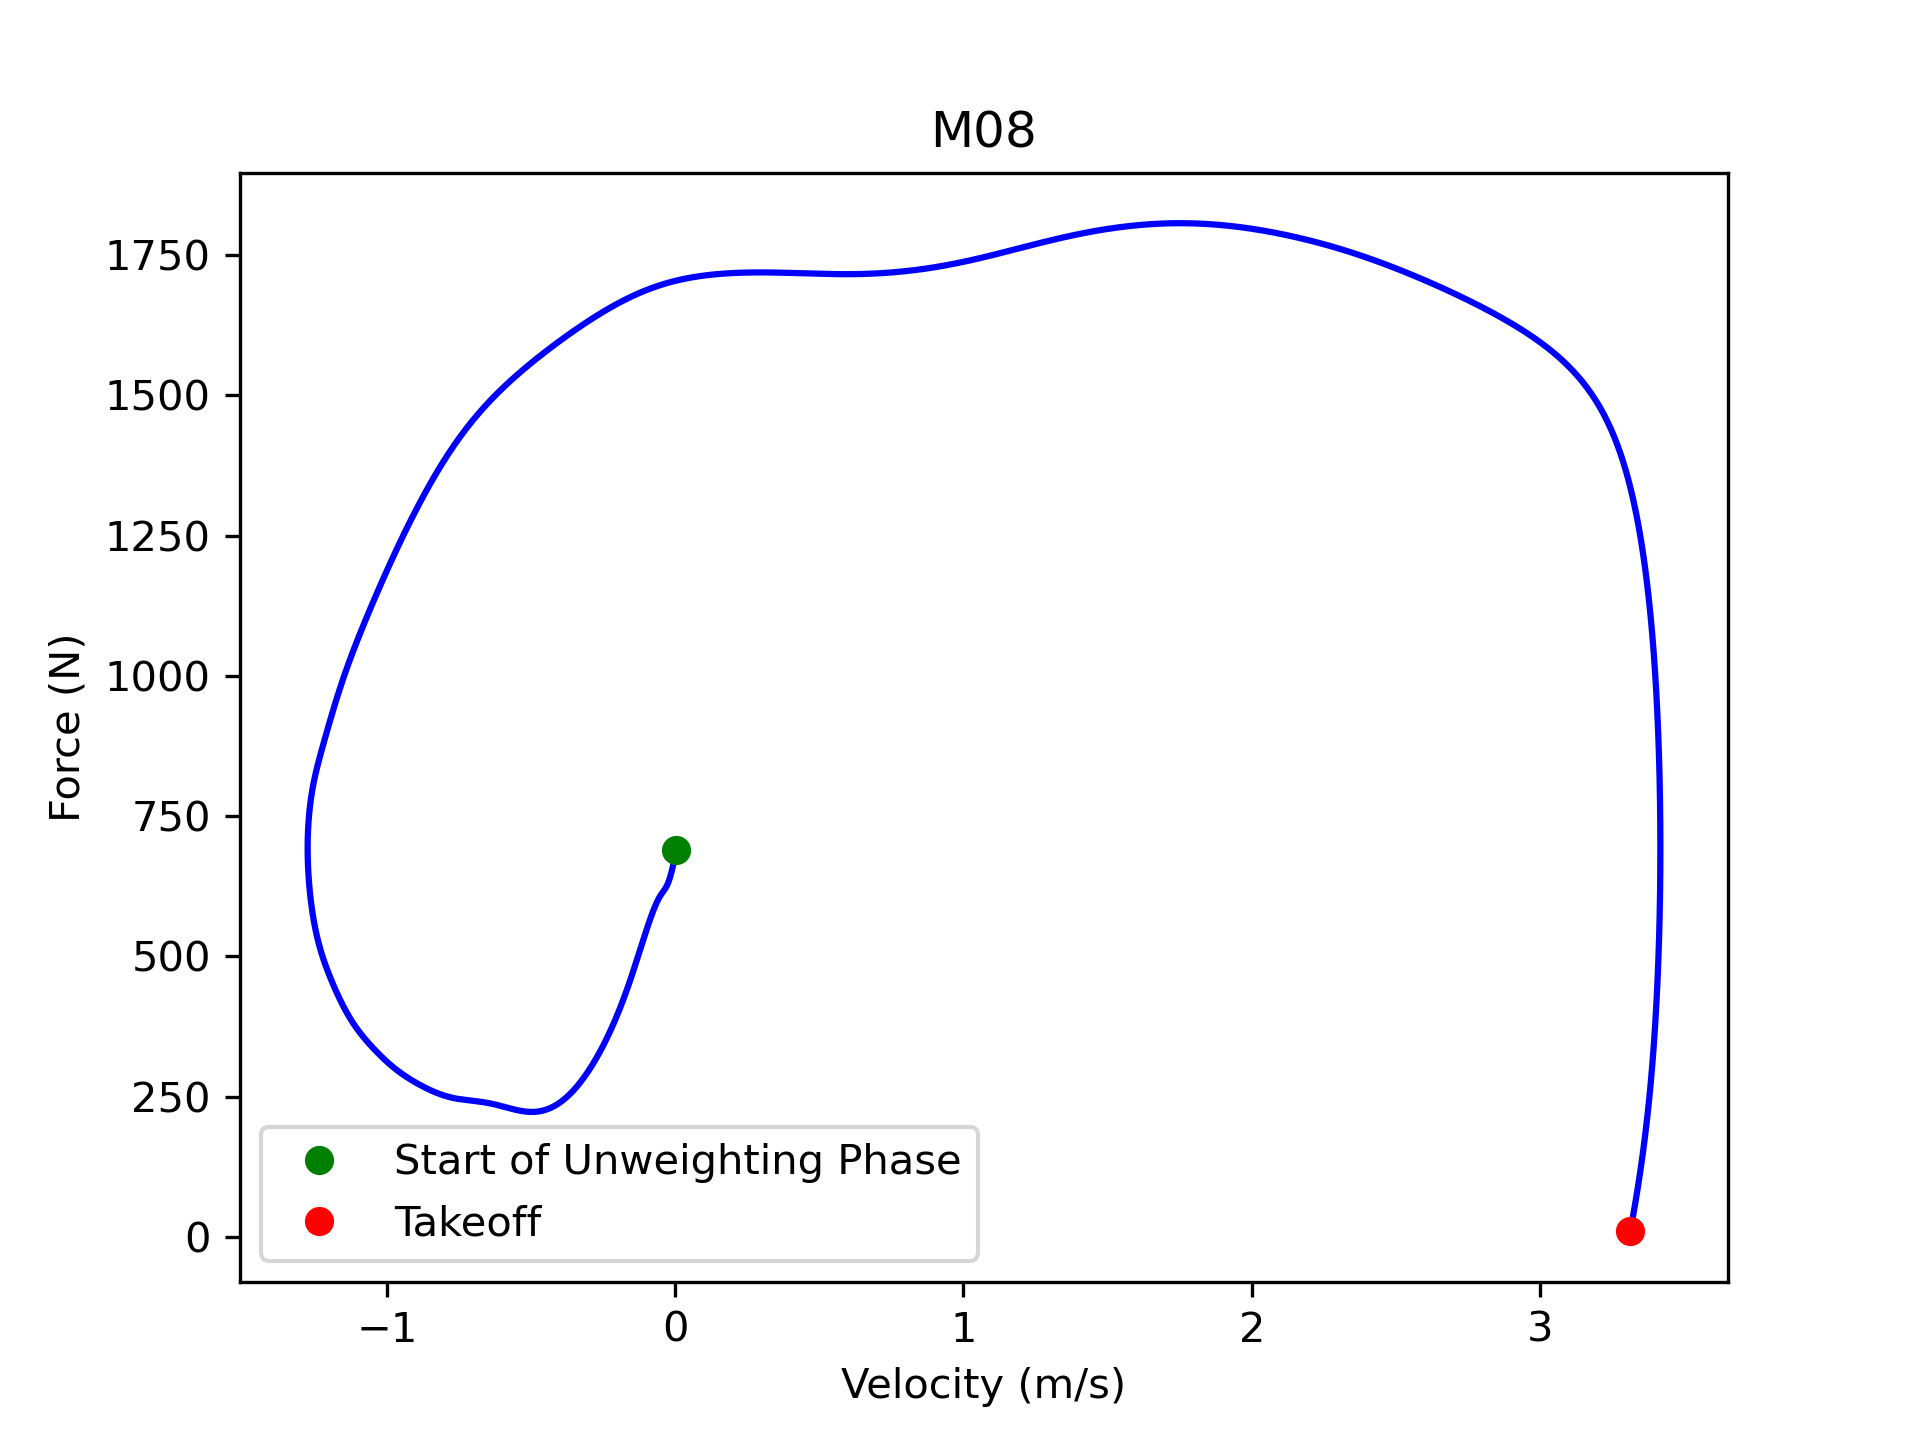 M08
1750
1500
1250
1000
750
500
250
0
Force (N)
Start of Unweighting Phase
Takeoff
−1 0 1 2 3
Velocity (m/s)